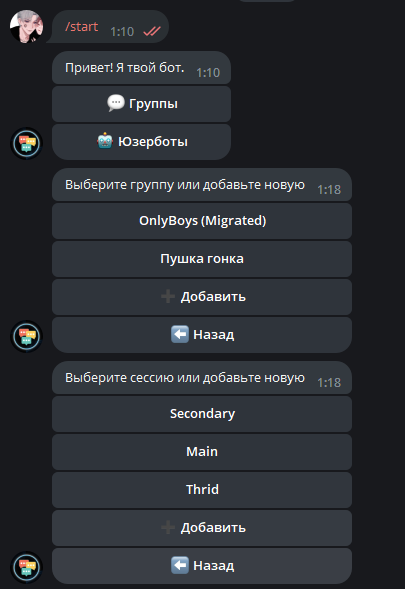 /start 1:10
Привет! Я твой бот. 1:10
💬 Группы
🤖 Юзерботы
Выберите группу или добавьте новую 1:18
OnlyBoys (Migrated)
Пушка гонка
➕ Добавить
⬅️ Назад
Выберите сессию или добавьте новую 1:18
Secondary
Main
Thrid
➕ Добавить
⬅️ Назад